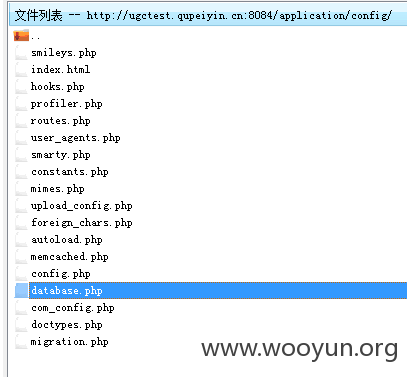 文件列表 -- http://ugctest.qupeiyin.cn:8084/application/config/
..
smileys.php
index.html
hooks.php
profiler.php
routes.php
user_agents.php
smarty.php
constants.php
mimes.php
upload_config.php
foreign_chars.php
autoload.php
memcached.php
config.php
database.php
com_config.php
doctypes.php
migration.php
www.wooyun.org